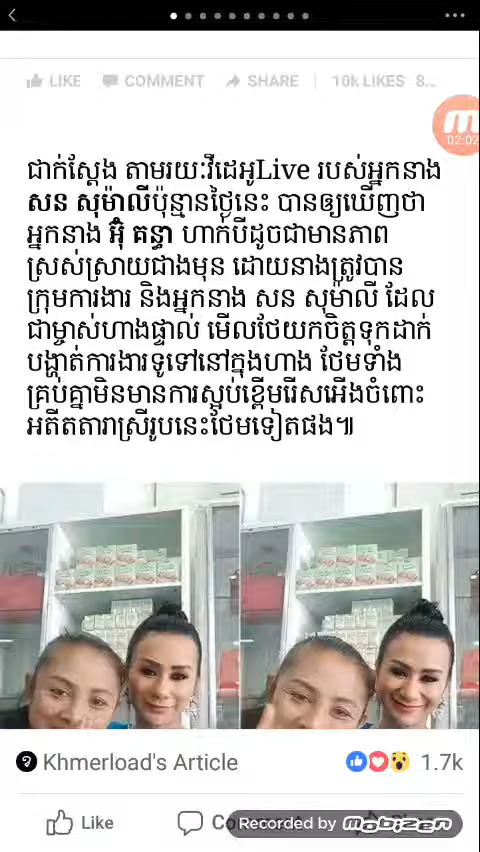 LIKE COMMENT SHARE 10k LIKES 8...
02:02
ជាក់ស្ដែង តាមរយៈវីដេអូLive របស់អ្នកនាង
សន សុម៉ាលីប៉ុន្មានថ្ងៃនេះ បានឲ្យឃើញថា
អ្នកនាង អ៊ុំ គន្ធា ហាក់បីដូចជាមានភាព
ស្រស់ស្រាយជាងមុន ដោយនាងត្រូវបាន
ក្រុមការងារ និងអ្នកនាង សន សុម៉ាលី ដែល
ជាម្ចាស់ហាងផ្ទាល់ មើលថែយកចិត្តទុកដាក់
បង្ហាត់ការងារទូទៅនៅក្នុងហាង ថែមទាំង
គ្រប់គ្នាមិនមានការស្អប់ខ្ពើមរើសអើងចំពោះ
អតីតតារាស្រីរូបនេះថែមទៀតផង៕
Khmerload's Article 1.7k
Like
Recorded by mobizen